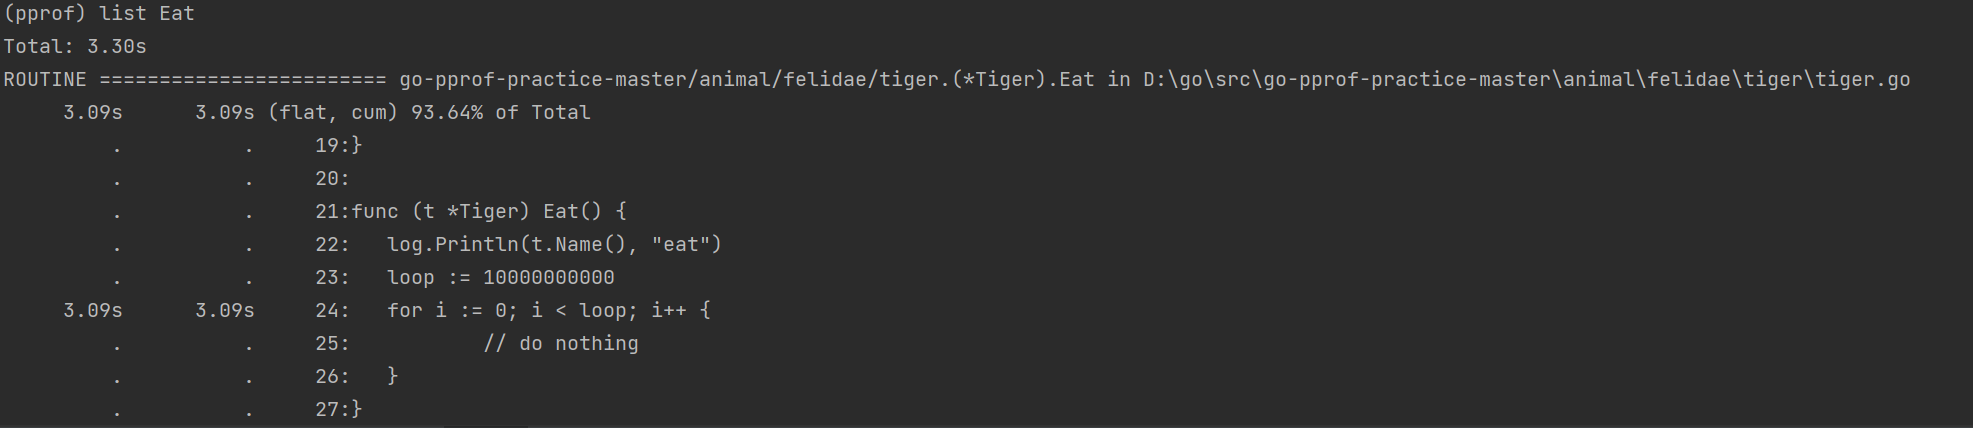 (pprof) list Eat
Total: 3.30s
ROUTINE ======================== go-pprof-practice-master/animal/felidae/tiger.(*Tiger).Eat in D:\go\src\go-pprof-practice-master\animal\felidae\tiger\tiger.go
     3.09s      3.09s (flat, cum) 93.64% of Total
         .          .     19:}
         .          .     20:
         .          .     21:func (t *Tiger) Eat() {
         .          .     22:   log.Println(t.Name(), "eat")
         .          .     23:   loop := 10000000000
     3.09s      3.09s     24:   for i := 0; i < loop; i++ {
         .          .     25:           // do nothing
         .          .     26:   }
         .          .     27:}